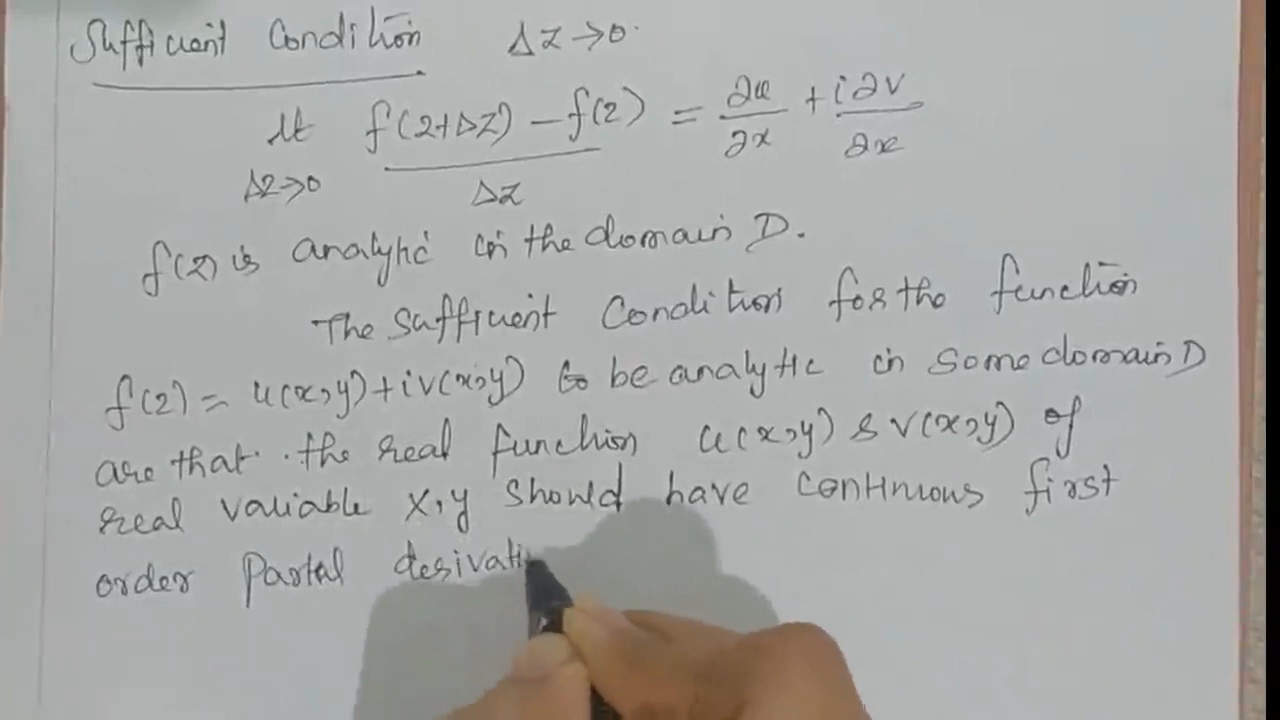 Sufficient Condition Δz→0.
lt f(z+Δz) – f(z) = ∂u/∂x + i∂v/∂x
Δz→0 Δz
f(z) is analytic in the domain D.
The sufficient Condition for the function
f(z) = u(x,y)+iv(x,y) to be analytic in some domain D
are that the real function u(x,y) & v(x,y) of
real variable x,y should have continuous first
order Partal derivati